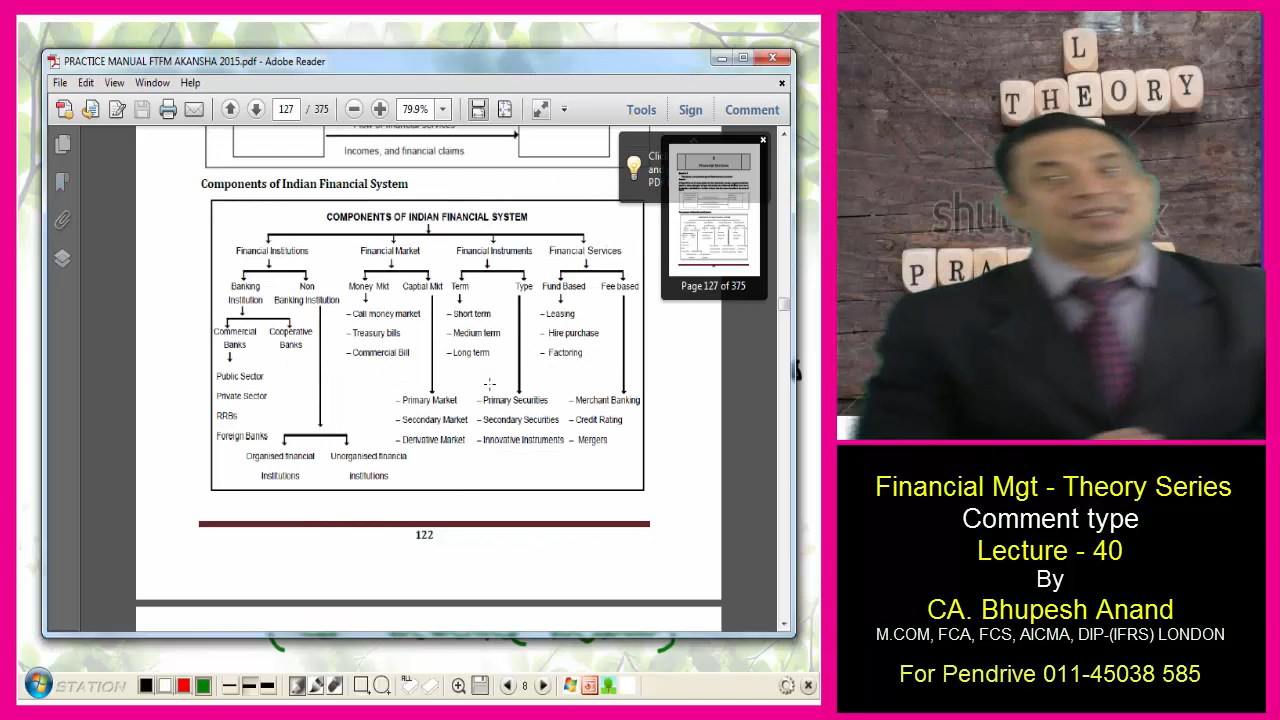 PRACTICE MANUAL FTFM AKANSHA 2015.pdf - Adobe Reader
File Edit View Window Help
127 / 375 79.9% Tools Sign Comment
Incomes, and financial claims
Components of Indian Financial System
COMPONENTS OF INDIAN FINANCIAL SYSTEM
Financial Institutions Financial Market Financial Instruments Financial Services
Banking Institution Non Banking Institution Money Mkt Capital Mkt Term Type Fund Based Fee based
Commercial Banks Cooperative Banks
– Call money market – Short term – Leasing
– Treasury bills – Medium term – Hire purchase
– Commercial Bill – Long term – Factoring
Public Sector
Private Sector
RRBs
Foreign Banks
– Primary Market – Primary Securities – Merchant Banking
– Secondary Market – Secondary Securities – Credit Rating
– Derivative Market – Innovative Instruments – Mergers
Organised financial Institutions
Unorganised financia institutions
122
Page 127 of 375
STATION
8
L
THEORY
PRA
Financial Mgt - Theory Series
Comment type
Lecture - 40
By
CA. Bhupesh Anand
M.COM, FCA, FCS, AICMA, DIP-(IFRS) LONDON
For Pendrive 011-45038 585